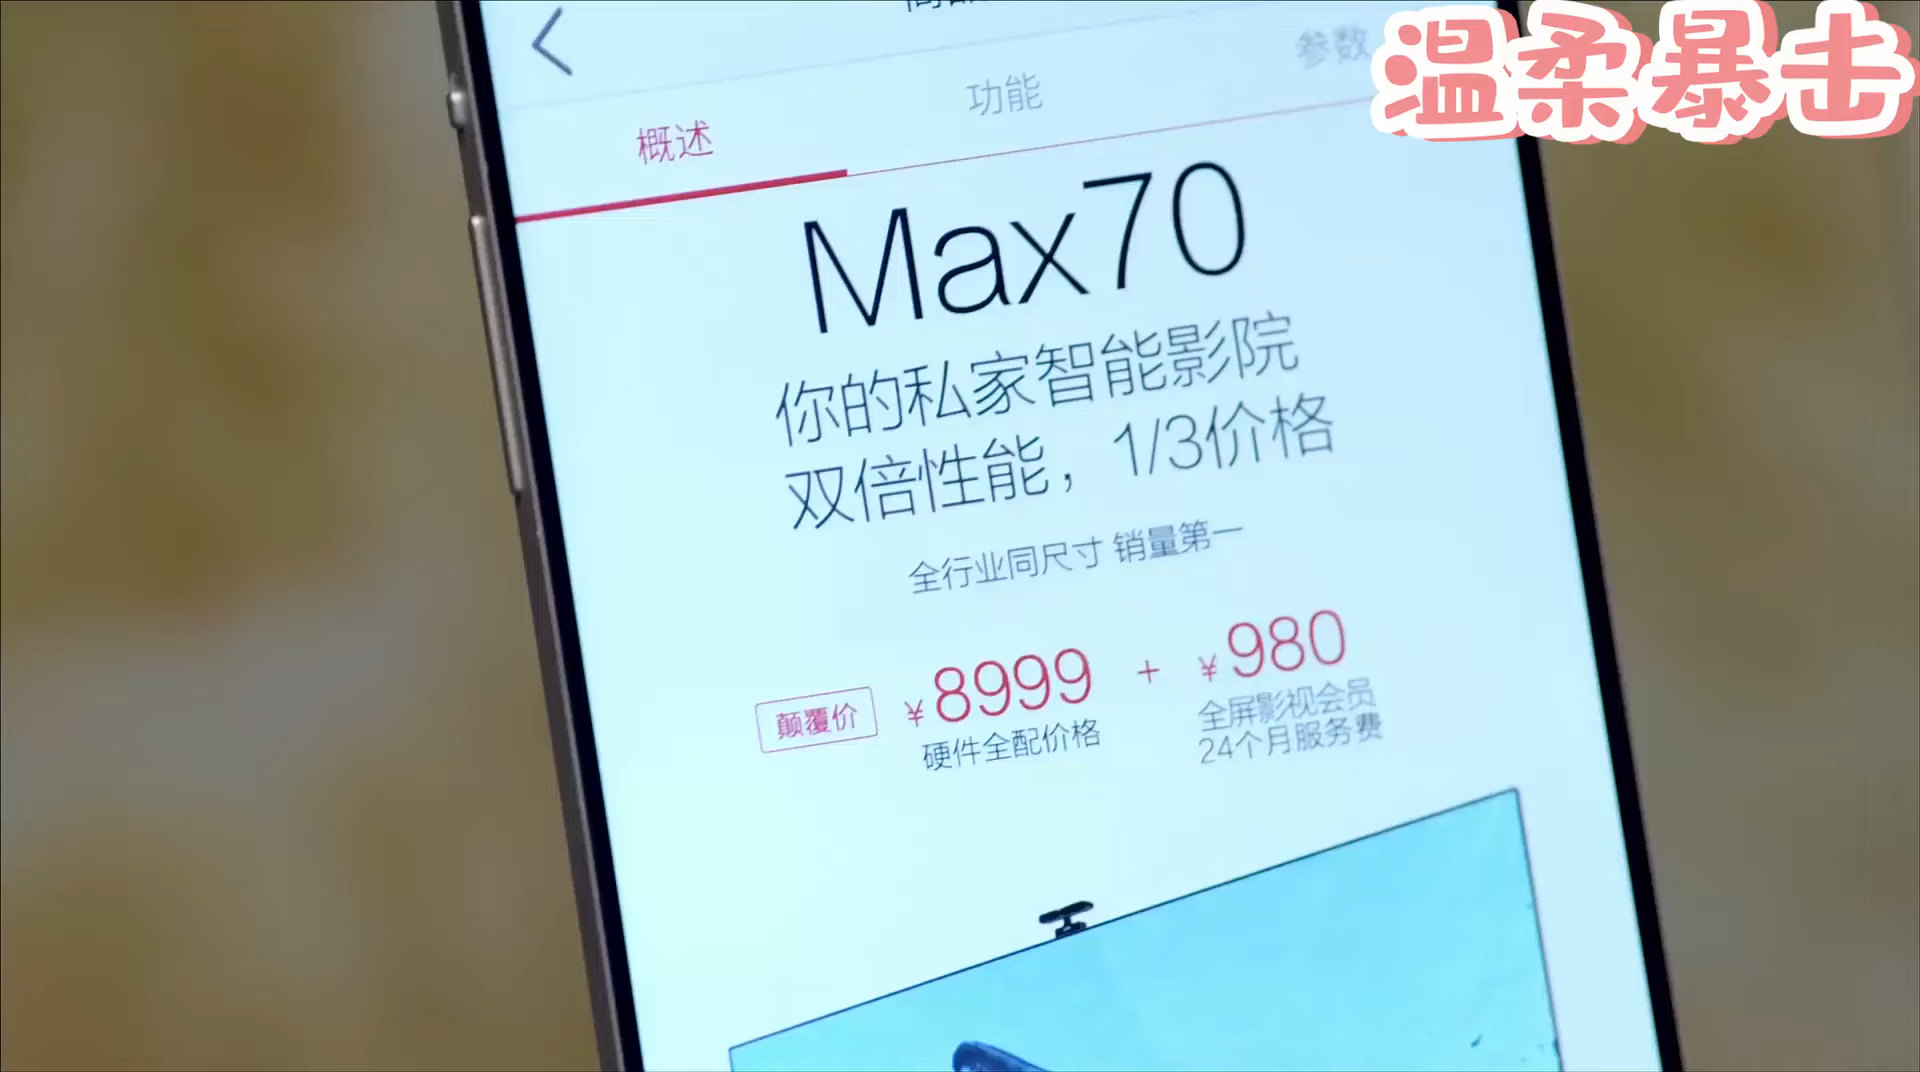 温柔暴击
参数
功能
概述
Max70
你的私家智能影院
双倍性能，1/3价格
全行业同尺寸 销量第一
颠覆价 ¥8999 + ¥980
硬件全配价格
全屏影视会员
24个月服务费